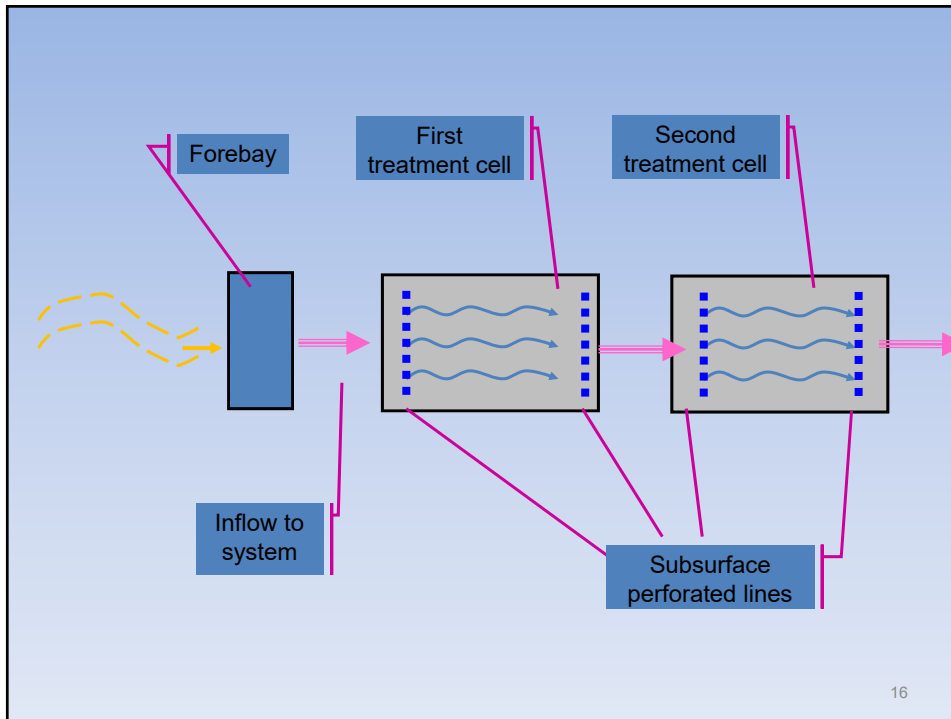 Forebay
First
treatment cell
Second
treatment cell
Inflow to
system
Subsurface
perforated lines
16